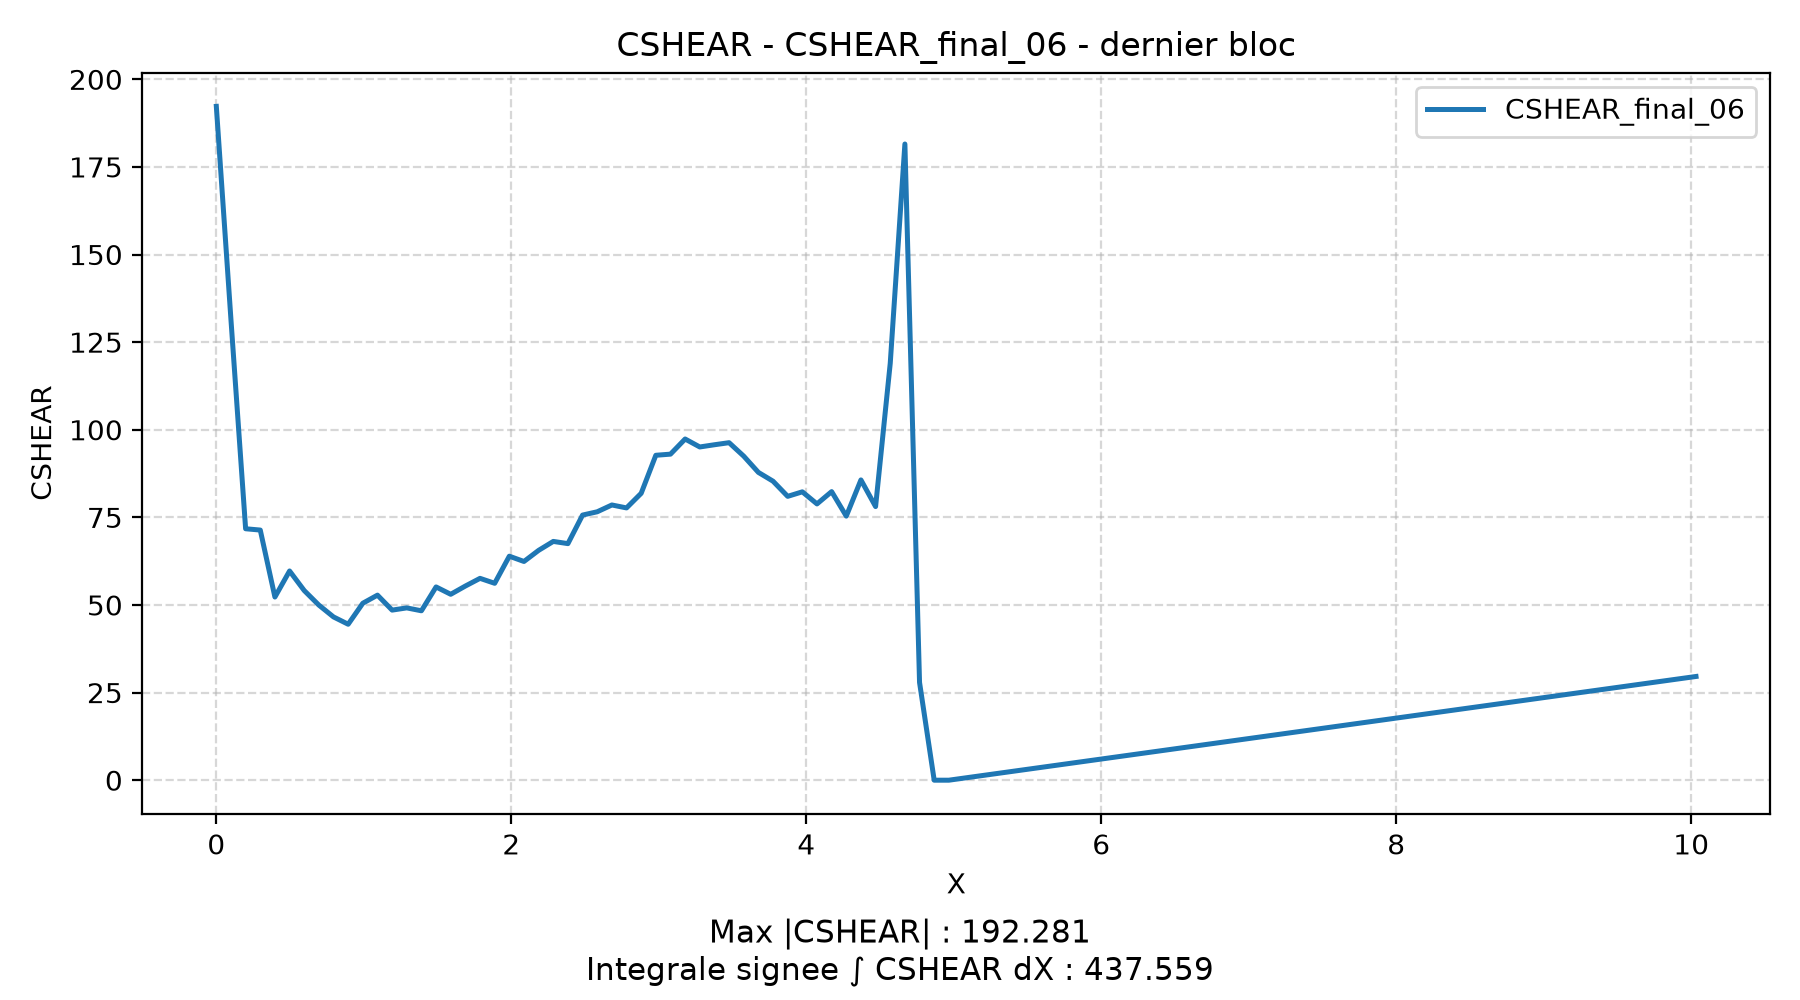 CSHEAR - CSHEAR_final_06 - dernier bloc
200
175
150
125
100
75
50
25
0
CSHEAR
CSHEAR_final_06
0 2 4 6 8 10
X
Max |CSHEAR| : 192.281
Integrale signee ∫ CSHEAR dX : 437.559